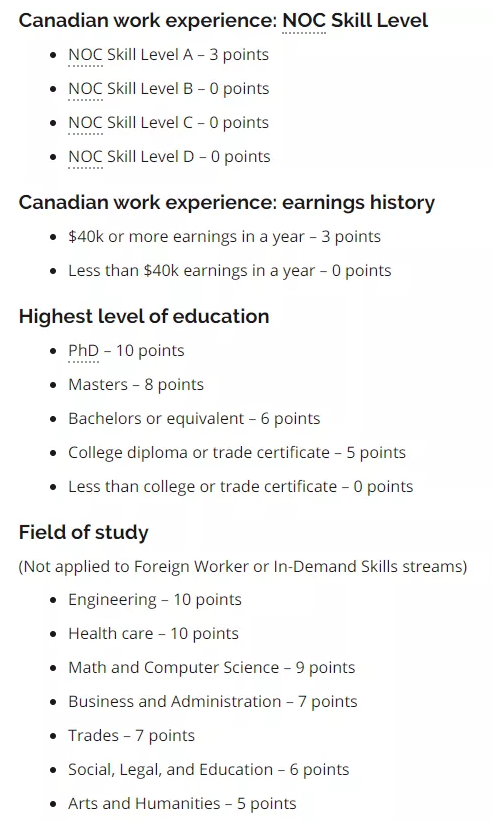 Canadian work experience: NOC Skill Level
NOC Skill Level A – 3 points
NOC Skill Level B – 0 points
NOC Skill Level C – 0 points
NOC Skill Level D – 0 points
Canadian work experience: earnings history
$40k or more earnings in a year – 3 points
Less than $40k earnings in a year – 0 points
Highest level of education
PhD – 10 points
Masters – 8 points
Bachelors or equivalent – 6 points
College diploma or trade certificate – 5 points
Less than college or trade certificate – 0 points
Field of study
(Not applied to Foreign Worker or In-Demand Skills streams)
Engineering – 10 points
Health care – 10 points
Math and Computer Science – 9 points
Business and Administration – 7 points
Trades – 7 points
Social, Legal, and Education – 6 points
Arts and Humanities – 5 points